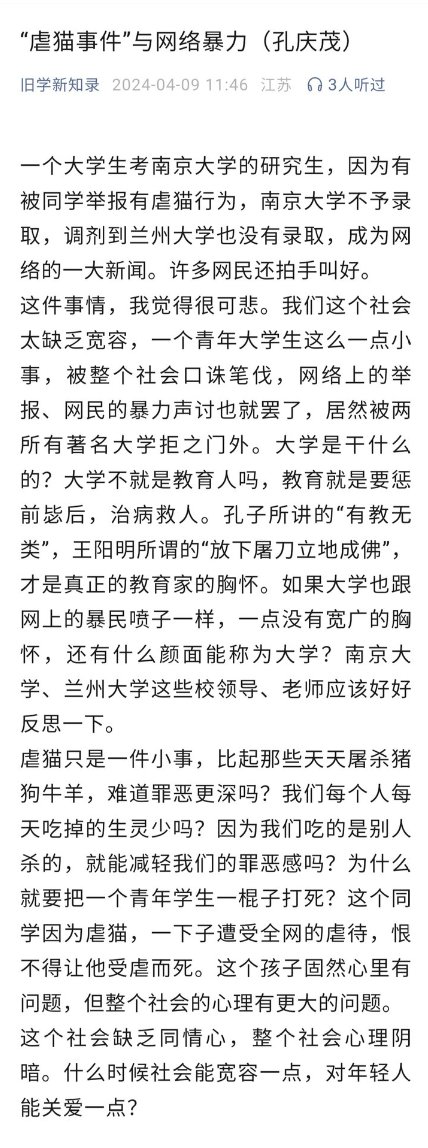 “虐猫事件”与网络暴力（孔庆茂）
旧学新知录 2024-04-09 11:46 江苏 3人听过
一个大学生考南京大学的研究生，因为有
被同学举报有虐猫行为，南京大学不予录
取，调剂到兰州大学也没有录取，成为网
络的一大新闻。许多网民还拍手叫好。
这件事情，我觉得很可悲。我们这个社会
太缺乏宽容，一个青年大学生这么一点小
事，被整个社会口诛笔伐，网络上的举
报、网民的暴力声讨也就罢了，居然被两
所有著名大学拒之门外。大学是干什么
的？大学不就是教育人吗，教育就是要惩
前毖后，治病救人。孔子所讲的“有教无
类”，王阳明所谓的“放下屠刀立地成佛”，
才是真正的教育家的胸怀。如果大学也跟
网上的暴民喷子一样，一点没有宽广的胸
怀，还有什么颜面能称为大学？南京大
学、兰州大学这些校领导、老师应该好好
反思一下。
虐猫只是一件小事，比起那些天天屠杀猪
狗牛羊，难道罪恶更深吗？我们每个人每
天吃掉的生灵少吗？因为我们吃的是别人
杀的，就能减轻我们的罪恶感吗？为什么
就要把一个青年学生一棍子打死？这个同
学因为虐猫，一下子遭受全网的虐待，恨
不得让他受虐而死。这个孩子固然心里有
问题，但整个社会的心理有更大的问题。
这个社会缺乏同情心，整个社会心理阴
暗。什么时候社会能宽容一点，对年轻人
能关爱一点？